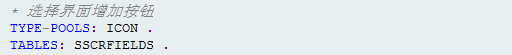 * 选择界面增加按钮
TYPE-POOLS: ICON .
TABLES: SSCRFIELDS .